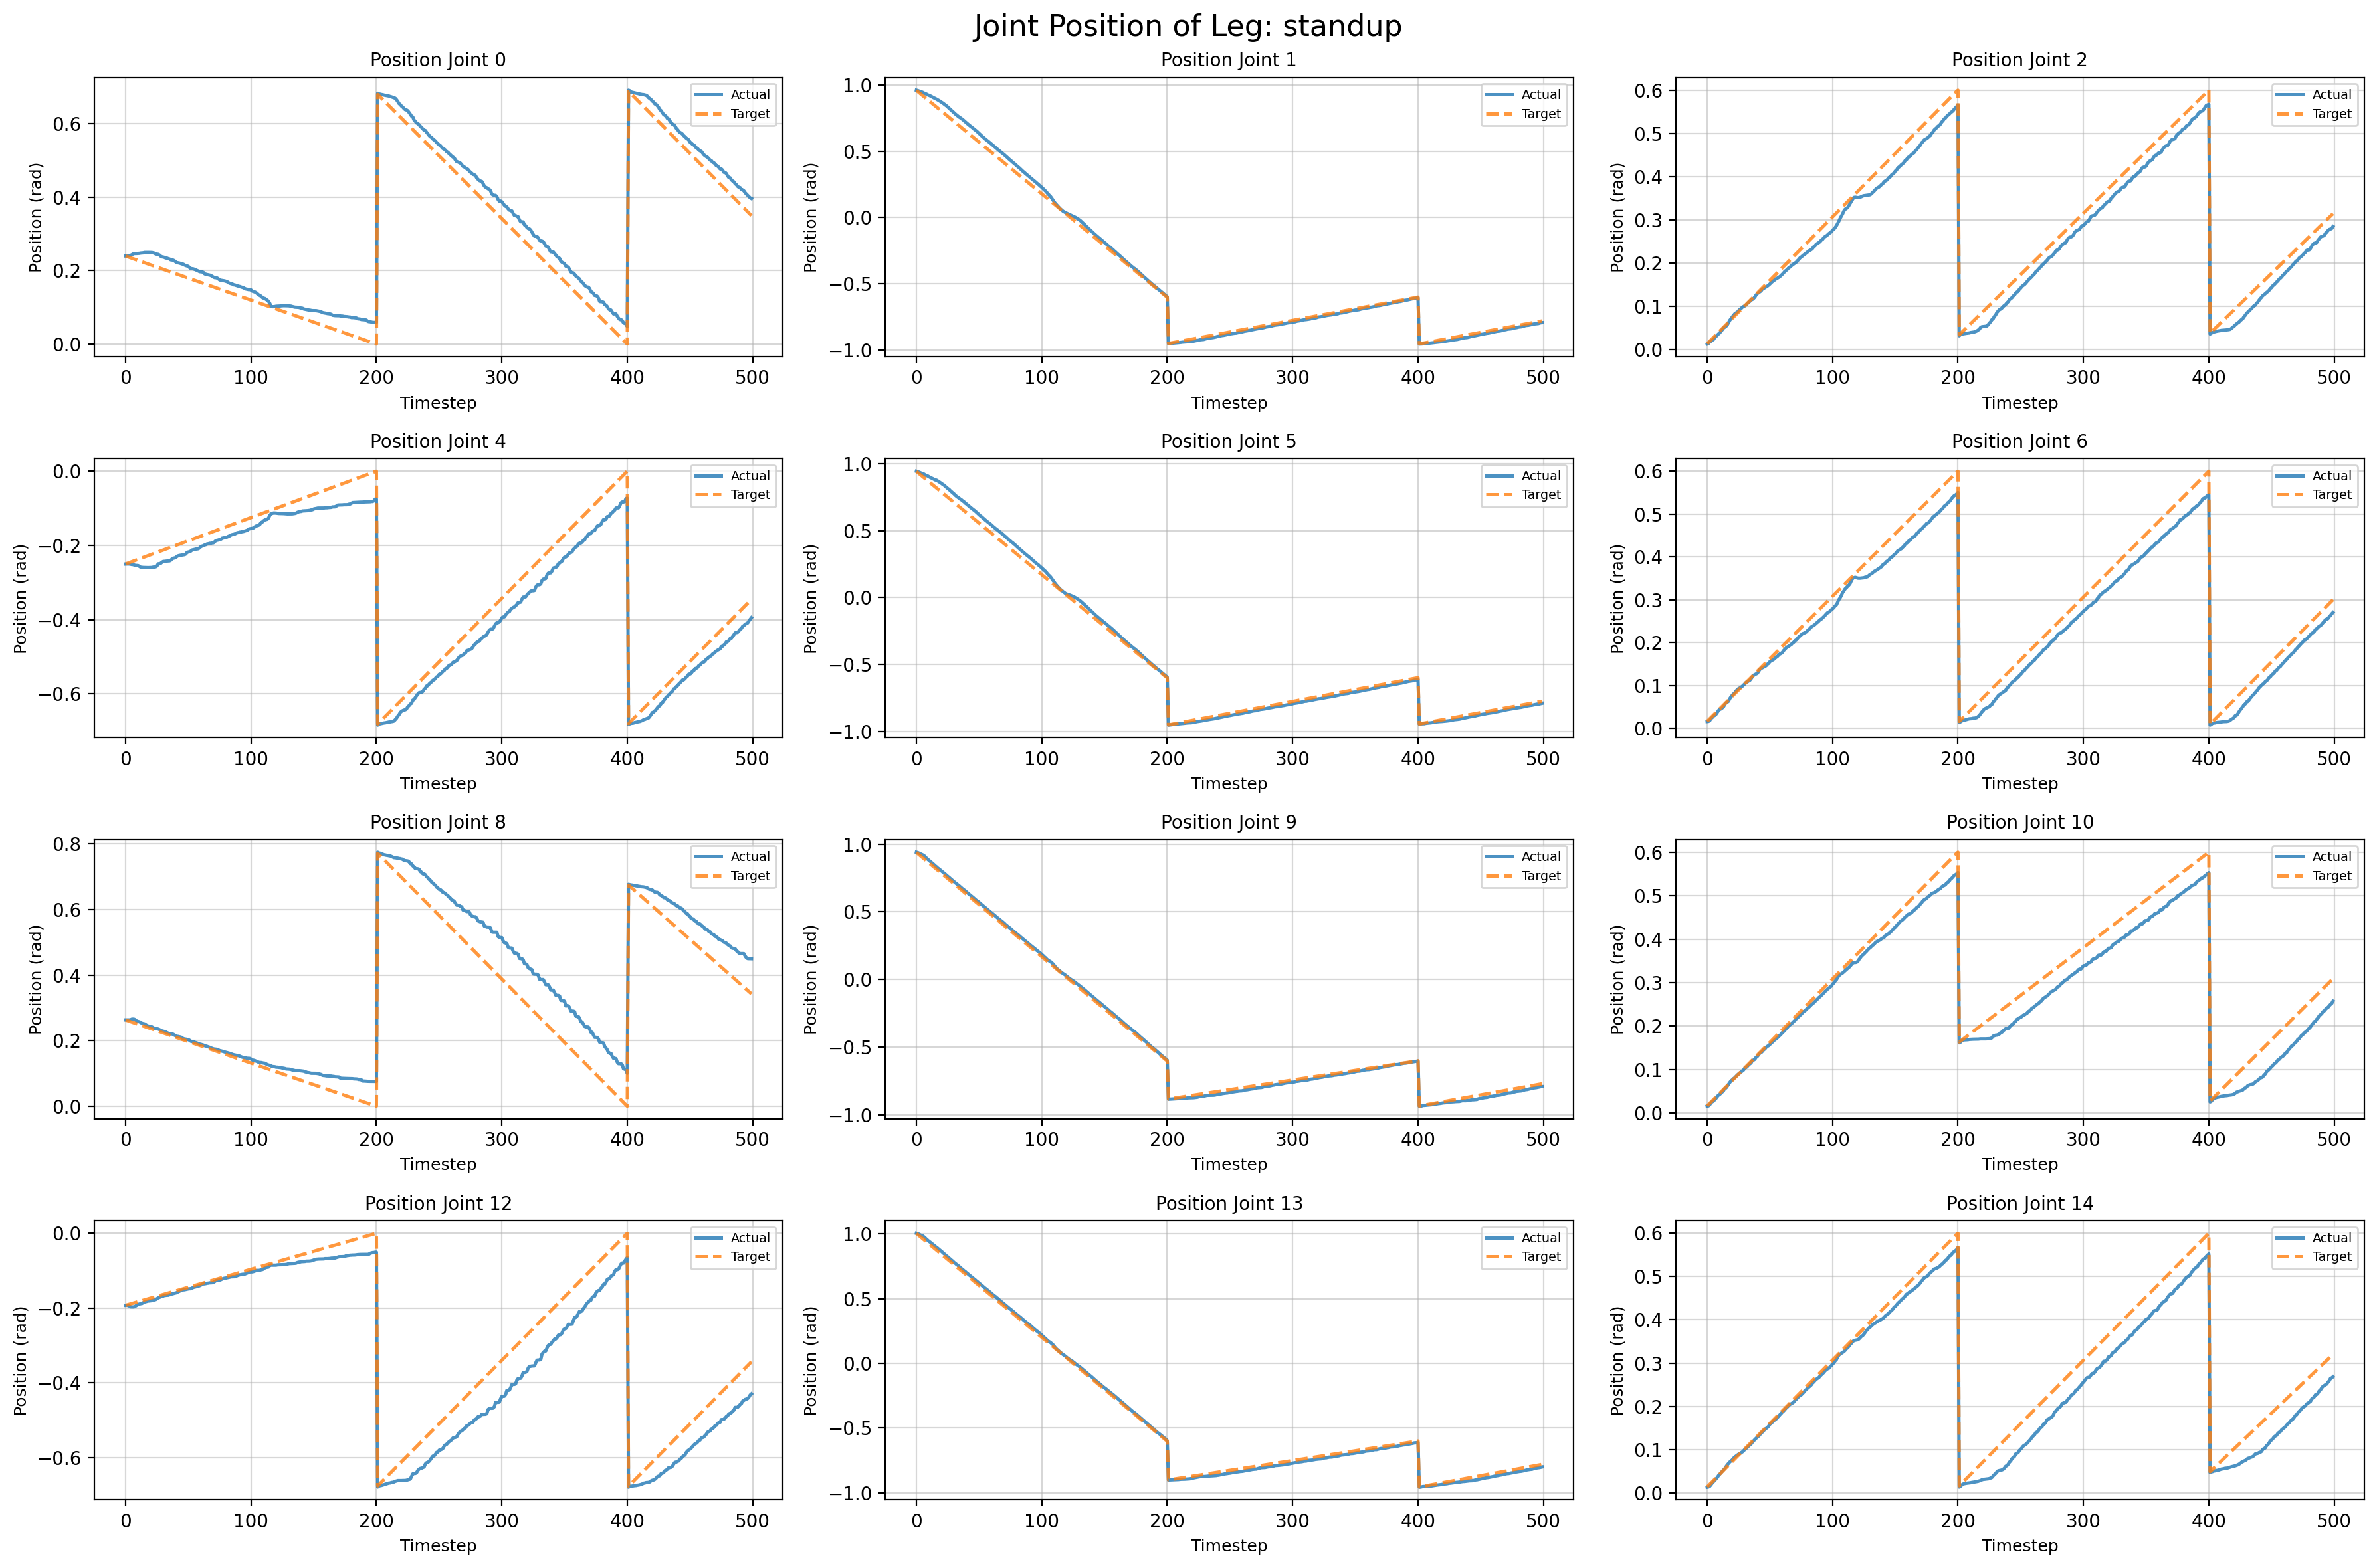 Joint Position of Leg: standup
Position Joint 0
Position (rad)
0.6
0.4
0.2
0.0
Actual
Target
0 100 200 300 400 500
Timestep
Position Joint 1
Position (rad)
1.0
0.5
0.0
−0.5
−1.0
Actual
Target
0 100 200 300 400 500
Timestep
Position Joint 2
Position (rad)
0.6
0.5
0.4
0.3
0.2
0.1
0.0
Actual
Target
0 100 200 300 400 500
Timestep
Position Joint 4
Position (rad)
0.0
−0.2
−0.4
−0.6
Actual
Target
0 100 200 300 400 500
Timestep
Position Joint 5
Position (rad)
1.0
0.5
0.0
−0.5
−1.0
Actual
Target
0 100 200 300 400 500
Timestep
Position Joint 6
Position (rad)
0.6
0.5
0.4
0.3
0.2
0.1
0.0
Actual
Target
0 100 200 300 400 500
Timestep
Position Joint 8
Position (rad)
0.8
0.6
0.4
0.2
0.0
Actual
Target
0 100 200 300 400 500
Timestep
Position Joint 9
Position (rad)
1.0
0.5
0.0
−0.5
−1.0
Actual
Target
0 100 200 300 400 500
Timestep
Position Joint 10
Position (rad)
0.6
0.5
0.4
0.3
0.2
0.1
0.0
Actual
Target
0 100 200 300 400 500
Timestep
Position Joint 12
Position (rad)
0.0
−0.2
−0.4
−0.6
Actual
Target
0 100 200 300 400 500
Timestep
Position Joint 13
Position (rad)
1.0
0.5
0.0
−0.5
−1.0
Actual
Target
0 100 200 300 400 500
Timestep
Position Joint 14
Position (rad)
0.6
0.5
0.4
0.3
0.2
0.1
0.0
Actual
Target
0 100 200 300 400 500
Timestep